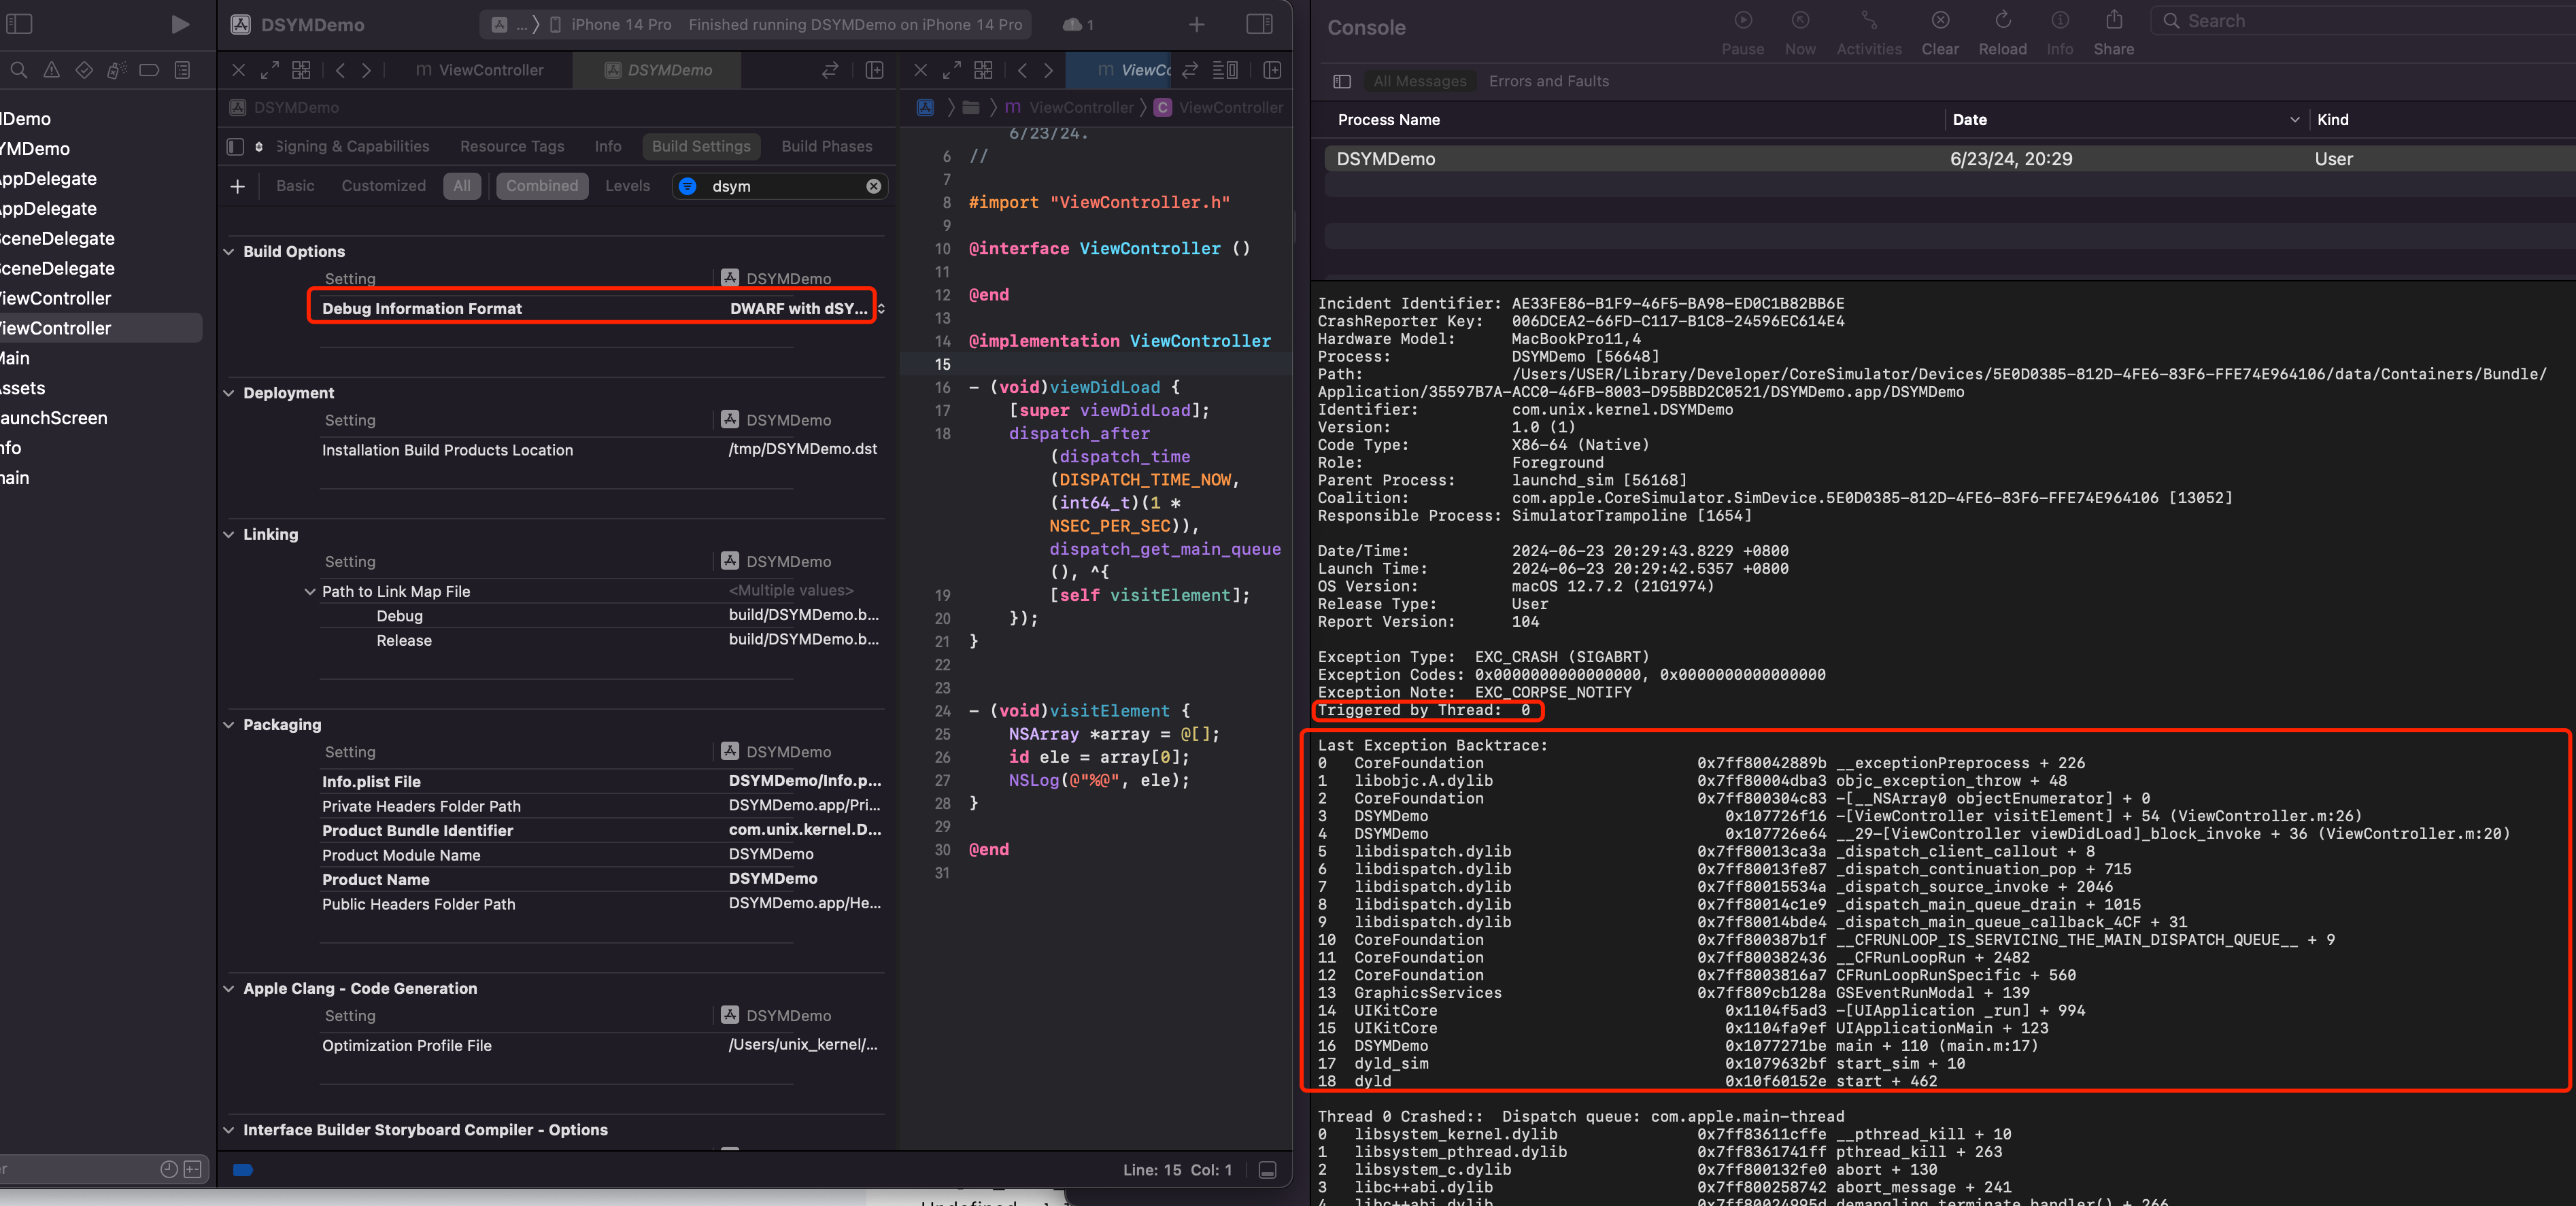 DSYMDemo
... iPhone 14 Pro Finished running DSYMDemo on iPhone 14 Pro
1
ViewController
DSYMDemo
DSYMDemo
Signing & Capabilities Resource Tags Info Build Settings Build Phases
Basic Customized All Combined Levels dsym
Demo
YMDemo
AppDelegate
AppDelegate
SceneDelegate
SceneDelegate
ViewController
ViewController
Main
Assets
LaunchScreen
Info
main
Build Options
Setting DSYMDemo
Debug Information Format DWARF with dSY...
Deployment
Setting DSYMDemo
Installation Build Products Location /tmp/DSYMDemo.dst
Linking
Setting DSYMDemo
Path to Link Map File <Multiple values>
Debug build/DSYMDemo.b...
Release build/DSYMDemo.b...
Packaging
Setting DSYMDemo
Info.plist File DSYMDemo/Info.p...
Private Headers Folder Path DSYMDemo.app/Pri...
Product Bundle Identifier com.unix.kernel.D...
Product Module Name DSYMDemo
Product Name DSYMDemo
Public Headers Folder Path DSYMDemo.app/He...
Apple Clang - Code Generation
Setting DSYMDemo
Optimization Profile File /Users/unix_kernel/...
Interface Builder Storyboard Compiler - Options
m ViewCo
m ViewController C ViewController
6/23/24.
6 //
7
8 #import "ViewController.h"
9
10 @interface ViewController ()
11
12 @end
13
14 @implementation ViewController
15
16 - (void)viewDidLoad {
17 [super viewDidLoad];
18 dispatch_after
(dispatch_time
(DISPATCH_TIME_NOW,
(int64_t)(1 *
NSEC_PER_SEC)),
dispatch_get_main_queue
(), ^{
19 [self visitElement];
20 });
21 }
22
23
24 - (void)visitElement {
25 NSArray *array = @[];
26 id ele = array[0];
27 NSLog(@"%@", ele);
28 }
29
30 @end
31
Line: 15 Col: 1
Console
Pause Now Activities Clear Reload Info Share
Search
All Messages Errors and Faults
Process Name Date Kind
DSYMDemo 6/23/24, 20:29 User
Incident Identifier: AE33FE86-B1F9-46F5-BA98-ED0C1B82BB6E
CrashReporter Key: 006DCEA2-66FD-C117-B1C8-24596EC614E4
Hardware Model: MacBookPro11,4
Process: DSYMDemo [56648]
Path: /Users/USER/Library/Developer/CoreSimulator/Devices/5E0D0385-812D-4FE6-83F6-FFE74E964106/data/Containers/Bundle/
Application/35597B7A-ACC0-46FB-8003-D95BBD2C0521/DSYMDemo.app/DSYMDemo
Identifier: com.unix.kernel.DSYMDemo
Version: 1.0 (1)
Code Type: X86-64 (Native)
Role: Foreground
Parent Process: launchd_sim [56168]
Coalition: com.apple.CoreSimulator.SimDevice.5E0D0385-812D-4FE6-83F6-FFE74E964106 [13052]
Responsible Process: SimulatorTrampoline [1654]
Date/Time: 2024-06-23 20:29:43.8229 +0800
Launch Time: 2024-06-23 20:29:42.5357 +0800
OS Version: macOS 12.7.2 (21G1974)
Release Type: User
Report Version: 104
Exception Type: EXC_CRASH (SIGABRT)
Exception Codes: 0x0000000000000000, 0x0000000000000000
Exception Note: EXC_CORPSE_NOTIFY
Triggered by Thread: 0
Last Exception Backtrace:
0 CoreFoundation 0x7ff80042889b __exceptionPreprocess + 226
1 libobjc.A.dylib 0x7ff80004dba3 objc_exception_throw + 48
2 CoreFoundation 0x7ff800304c83 -[__NSArray0 objectEnumerator] + 0
3 DSYMDemo 0x107726f16 -[ViewController visitElement] + 54 (ViewController.m:26)
4 DSYMDemo 0x107726e64 __29-[ViewController viewDidLoad]_block_invoke + 36 (ViewController.m:20)
5 libdispatch.dylib 0x7ff80013ca3a _dispatch_client_callout + 8
6 libdispatch.dylib 0x7ff80013fe87 _dispatch_continuation_pop + 715
7 libdispatch.dylib 0x7ff80015534a _dispatch_source_invoke + 2046
8 libdispatch.dylib 0x7ff80014c1e9 _dispatch_main_queue_drain + 1015
9 libdispatch.dylib 0x7ff80014bde4 _dispatch_main_queue_callback_4CF + 31
10 CoreFoundation 0x7ff800387b1f __CFRUNLOOP_IS_SERVICING_THE_MAIN_DISPATCH_QUEUE__ + 9
11 CoreFoundation 0x7ff800382436 __CFRunLoopRun + 2482
12 CoreFoundation 0x7ff8003816a7 CFRunLoopRunSpecific + 560
13 GraphicsServices 0x7ff809cb128a GSEventRunModal + 139
14 UIKitCore 0x1104f5ad3 -[UIApplication _run] + 994
15 UIKitCore 0x1104fa9ef UIApplicationMain + 123
16 DSYMDemo 0x1077271be main + 110 (main.m:17)
17 dyld_sim 0x1079632bf start_sim + 10
18 dyld 0x10f60152e start + 462
Thread 0 Crashed:: Dispatch queue: com.apple.main-thread
0 libsystem_kernel.dylib 0x7ff83611cffe __pthread_kill + 10
1 libsystem_pthread.dylib 0x7ff8361741ff pthread_kill + 263
2 libsystem_c.dylib 0x7ff800132fe0 abort + 130
3 libc++abi.dylib 0x7ff800258742 abort_message + 241
4 libc++abi.dylib 0x7ff80024995d demangling_terminate_handler() + 266